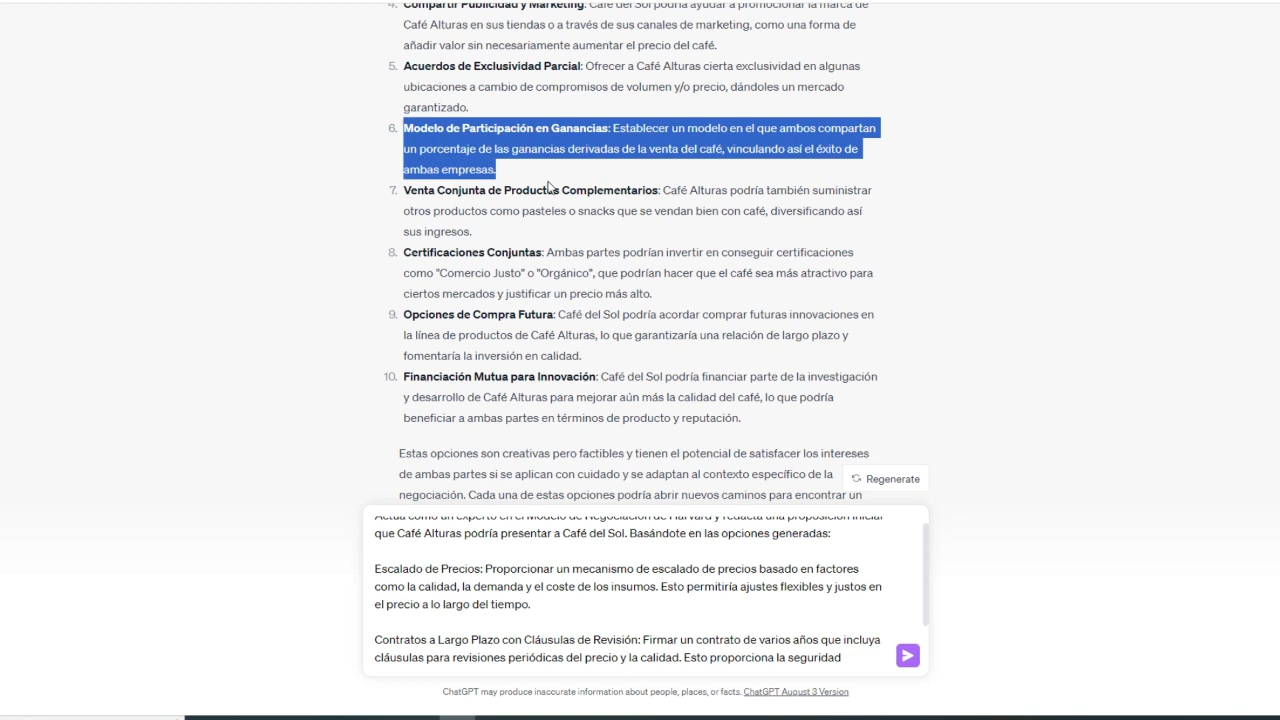 4. Compartir Publicidad y Marketing: Café del Sol podría ayudar a promocionar la marca de
Café Alturas en sus tiendas o a través de sus canales de marketing, como una forma de
añadir valor sin necesariamente aumentar el precio del café.
5. Acuerdos de Exclusividad Parcial: Ofrecer a Café Alturas cierta exclusividad en algunas
ubicaciones a cambio de compromisos de volumen y/o precio, dándoles un mercado
garantizado.
6. Modelo de Participación en Ganancias: Establecer un modelo en el que ambos compartan
un porcentaje de las ganancias derivadas de la venta del café, vinculando así el éxito de
ambas empresas.
7. Venta Conjunta de Productos Complementarios: Café Alturas podría también suministrar
otros productos como pasteles o snacks que se vendan bien con café, diversificando así
sus ingresos.
8. Certificaciones Conjuntas: Ambas partes podrían invertir en conseguir certificaciones
como "Comercio Justo" o "Orgánico", que podrían hacer que el café sea más atractivo para
ciertos mercados y justificar un precio más alto.
9. Opciones de Compra Futura: Café del Sol podría acordar comprar futuras innovaciones en
la línea de productos de Café Alturas, lo que garantizaría una relación de largo plazo y
fomentaría la inversión en calidad.
10. Financiación Mutua para Innovación: Café del Sol podría financiar parte de la investigación
y desarrollo de Café Alturas para mejorar aún más la calidad del café, lo que podría
beneficiar a ambas partes en términos de producto y reputación.
Estas opciones son creativas pero factibles y tienen el potencial de satisfacer los intereses
de ambas partes si se aplican con cuidado y se adaptan al contexto específico de la
Regenerate
negociación. Cada una de estas opciones podría abrir nuevos caminos para encontrar un
Actúa como un experto en el Modelo de Negociación de Harvard y redacta una proposición inicial
que Café Alturas podría presentar a Café del Sol. Basándote en las opciones generadas:
Escalado de Precios: Proporcionar un mecanismo de escalado de precios basado en factores
como la calidad, la demanda y el coste de los insumos. Esto permitiría ajustes flexibles y justos en
el precio a lo largo del tiempo.
Contratos a Largo Plazo con Cláusulas de Revisión: Firmar un contrato de varios años que incluya
cláusulas para revisiones periódicas del precio y la calidad. Esto proporciona la seguridad
ChatGPT may produce inaccurate information about people, places, or facts. ChatGPT August 3 Version